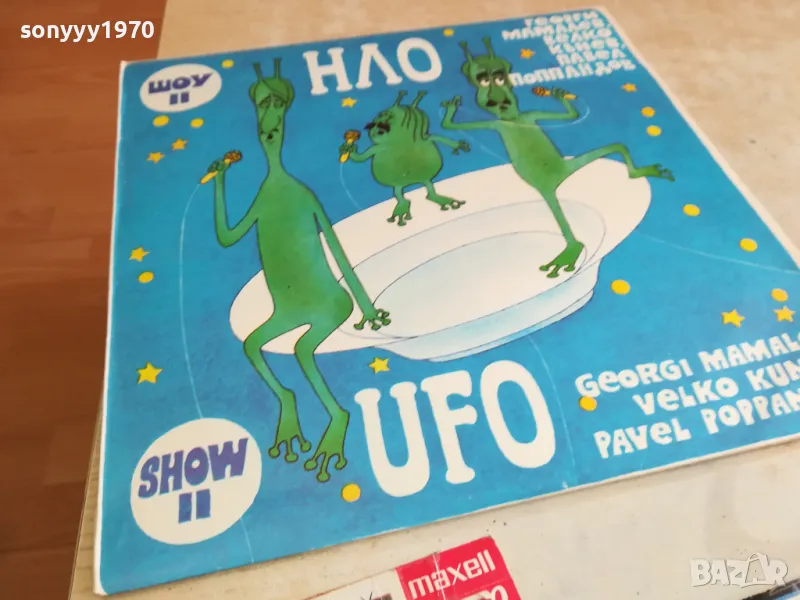 sonyyy1970
ШОУ
II
НЛО
ГЕОРГИ
МАМАЛЕВ
ВЕЛКО
КЪНЕВ,
ПАВЕЛ
ПОППАНДОВ
SHOW
II
UFO
GEORGI MAMAL
VELKO KUN
PAVEL POPPAN
maxell
BAZAR